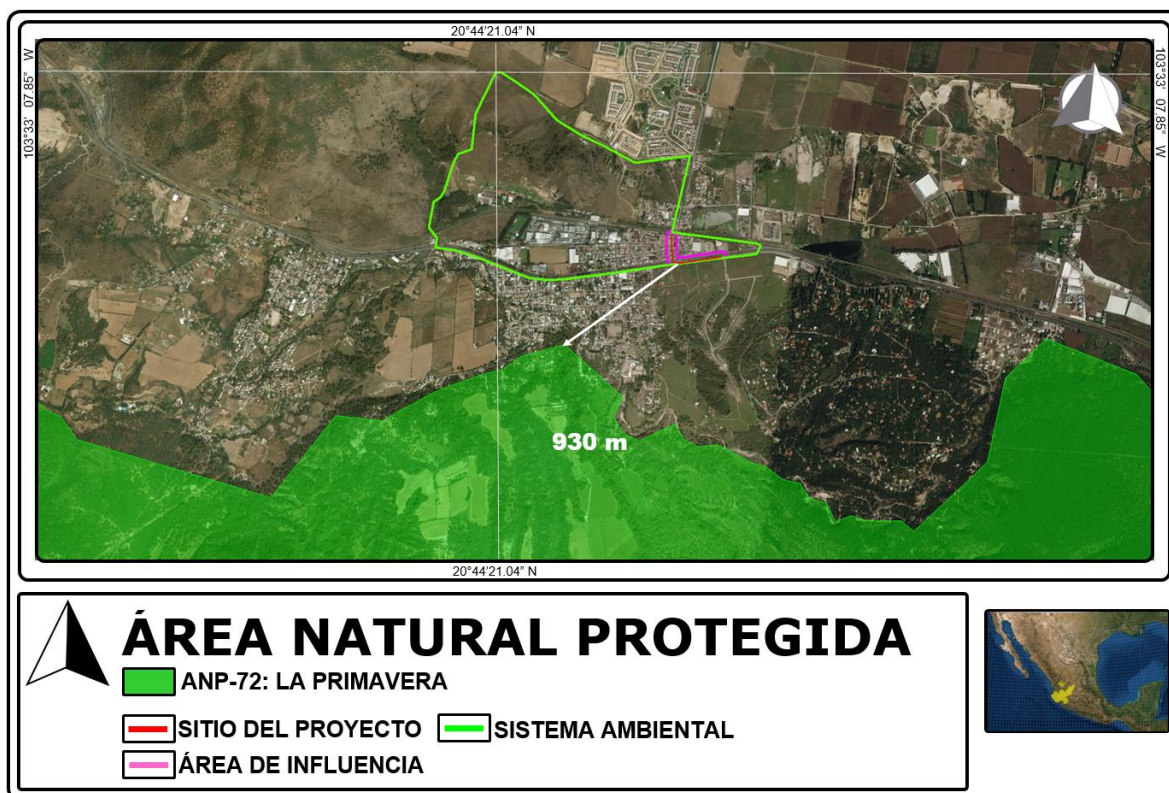 20°44'21.04" N
103°33' 07.85" W
103°33' 07.85" W
930 m
20°44'21.04" N
ÁREA NATURAL PROTEGIDA
ANP-72: LA PRIMAVERA
SITIO DEL PROYECTO SISTEMA AMBIENTAL
ÁREA DE INFLUENCIA